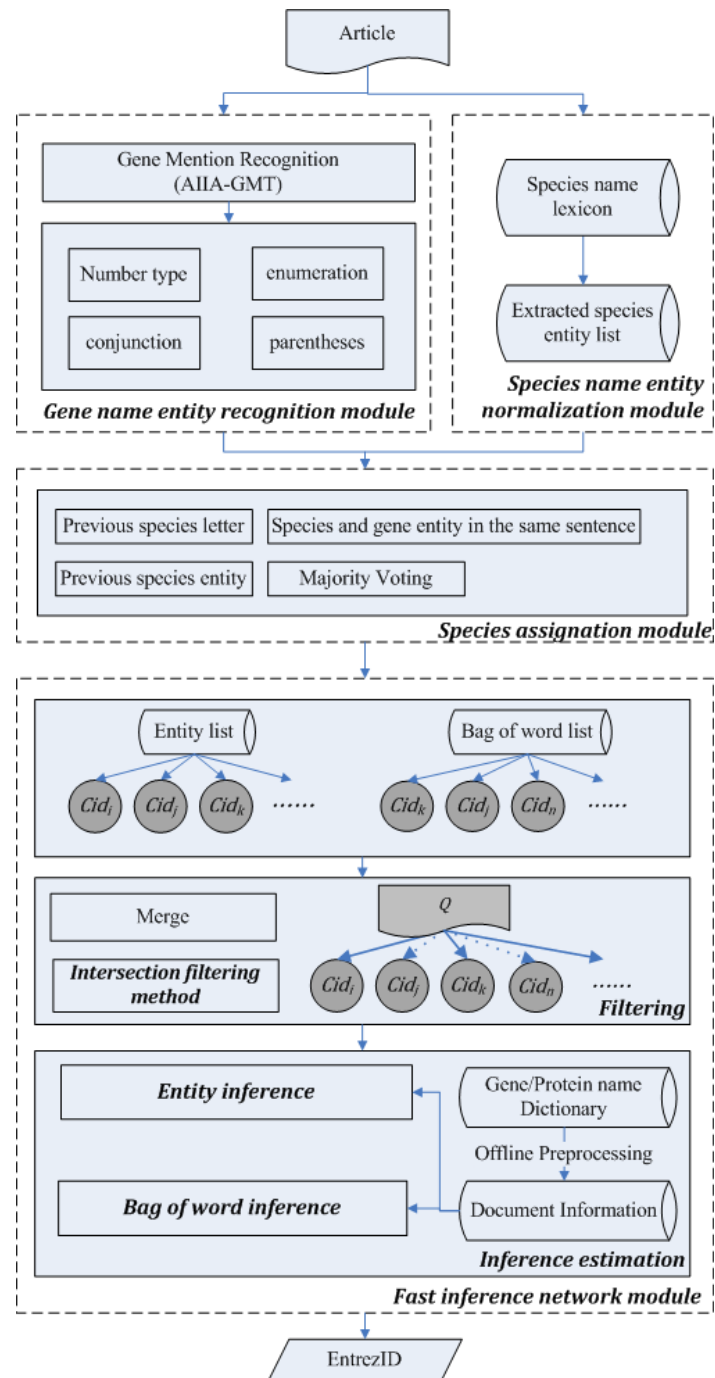 Article
Gene Mention Recognition
(AIIA-GMT)
Number type
enumeration
conjunction
parentheses
Gene name entity recognition module
Species name
lexicon
Extracted species
entity list
Species name entity
normalization module
Previous species letter
Species and gene entity in the same sentence
Previous species entity
Majority Voting
Species assignation module
Entity list
Bag of word list
Cidi Cidj Cidk ......
Cidk Cidj Cidn ......
Merge
Q
Intersection filtering
method
Cidi Cidj Cidk Cidn ......
Filtering
Entity inference
Gene/Protein name
Dictionary
Offline Preprocessing
Bag of word inference
Document Information
Inference estimation
Fast inference network module
EntrezID